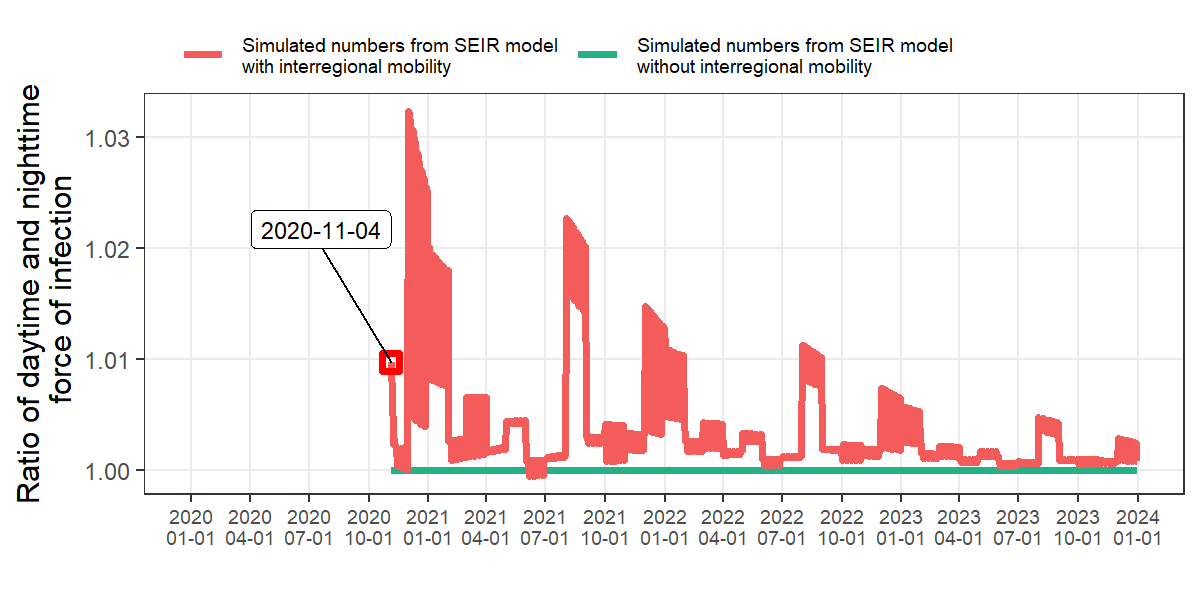 Simulated numbers from SEIR model
with interregional mobility
Simulated numbers from SEIR model
without interregional mobility
Ratio of daytime and nighttime
force of infection
1.03
1.02
1.01
1.00
2020-11-04
2020 2020 2020 2020 2021 2021 2021 2021 2022 2022 2022 2022 2023 2023 2023 2023 2024
01-01 04-01 07-01 10-01 01-01 04-01 07-01 10-01 01-01 04-01 07-01 10-01 01-01 04-01 07-01 10-01 01-01